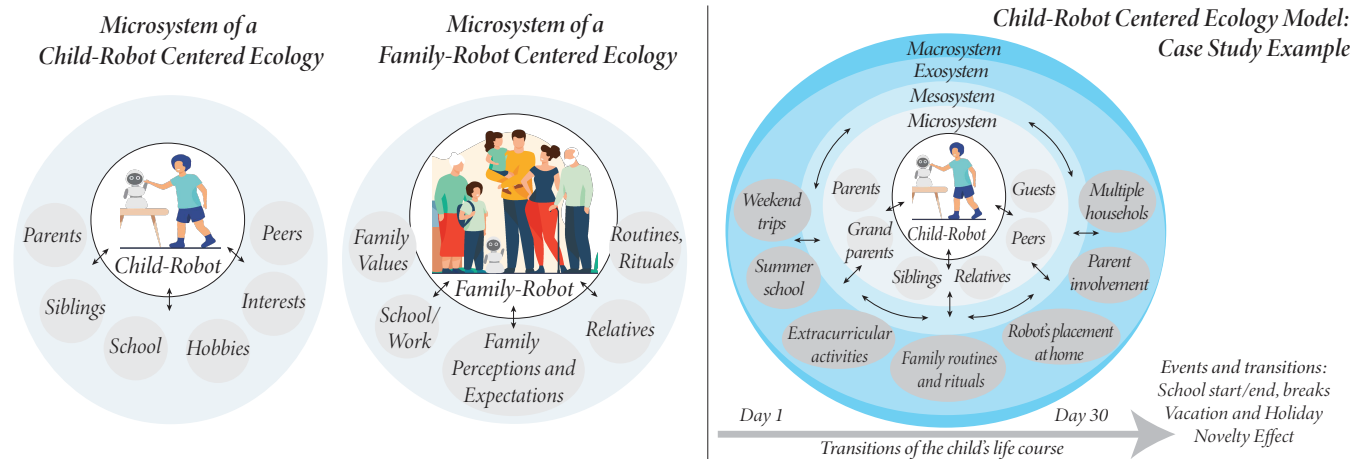 Microsystem of a
Child-Robot Centered Ecology
Parents
Siblings
School
Hobbies
Interests
Peers
Child-Robot
Microsystem of a
Family-Robot Centered Ecology
Family
Values
School/
Work
Family
Perceptions and
Expectations
Relatives
Routines,
Rituals
Family-Robot
Child-Robot Centered Ecology Model:
Case Study Example
Macrosystem
Exosystem
Mesosystem
Microsystem
Child-Robot
Parents
Grand
parents
Siblings
Relatives
Peers
Guests
Weekend
trips
Summer
school
Extracurricular
activities
Family routines
and rituals
Robot's placement
at home
Parent
involvement
Multiple
househols
Day 1
Day 30
Transitions of the child's life course
Events and transitions:
School start/end, breaks
Vacation and Holiday
Novelty Effect